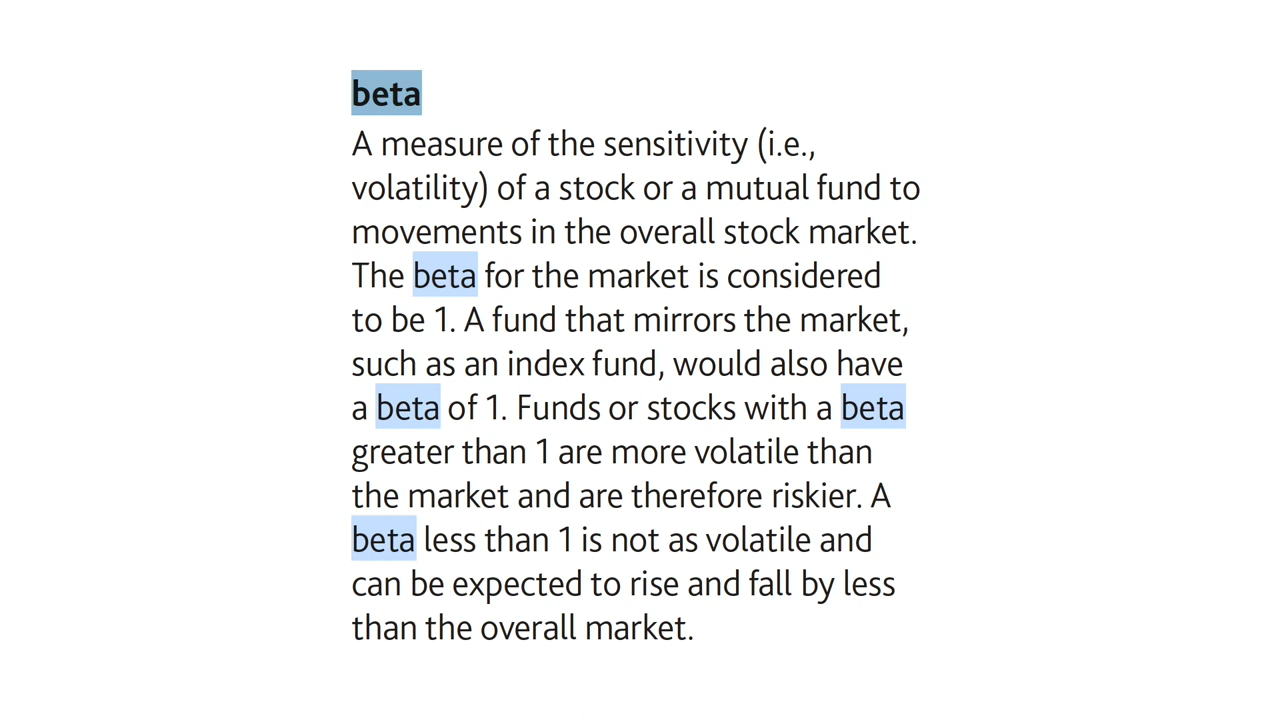 beta
A measure of the sensitivity (i.e.,
volatility) of a stock or a mutual fund to
movements in the overall stock market.
The beta for the market is considered
to be 1. A fund that mirrors the market,
such as an index fund, would also have
a beta of 1. Funds or stocks with a beta
greater than 1 are more volatile than
the market and are therefore riskier. A
beta less than 1 is not as volatile and
can be expected to rise and fall by less
than the overall market.